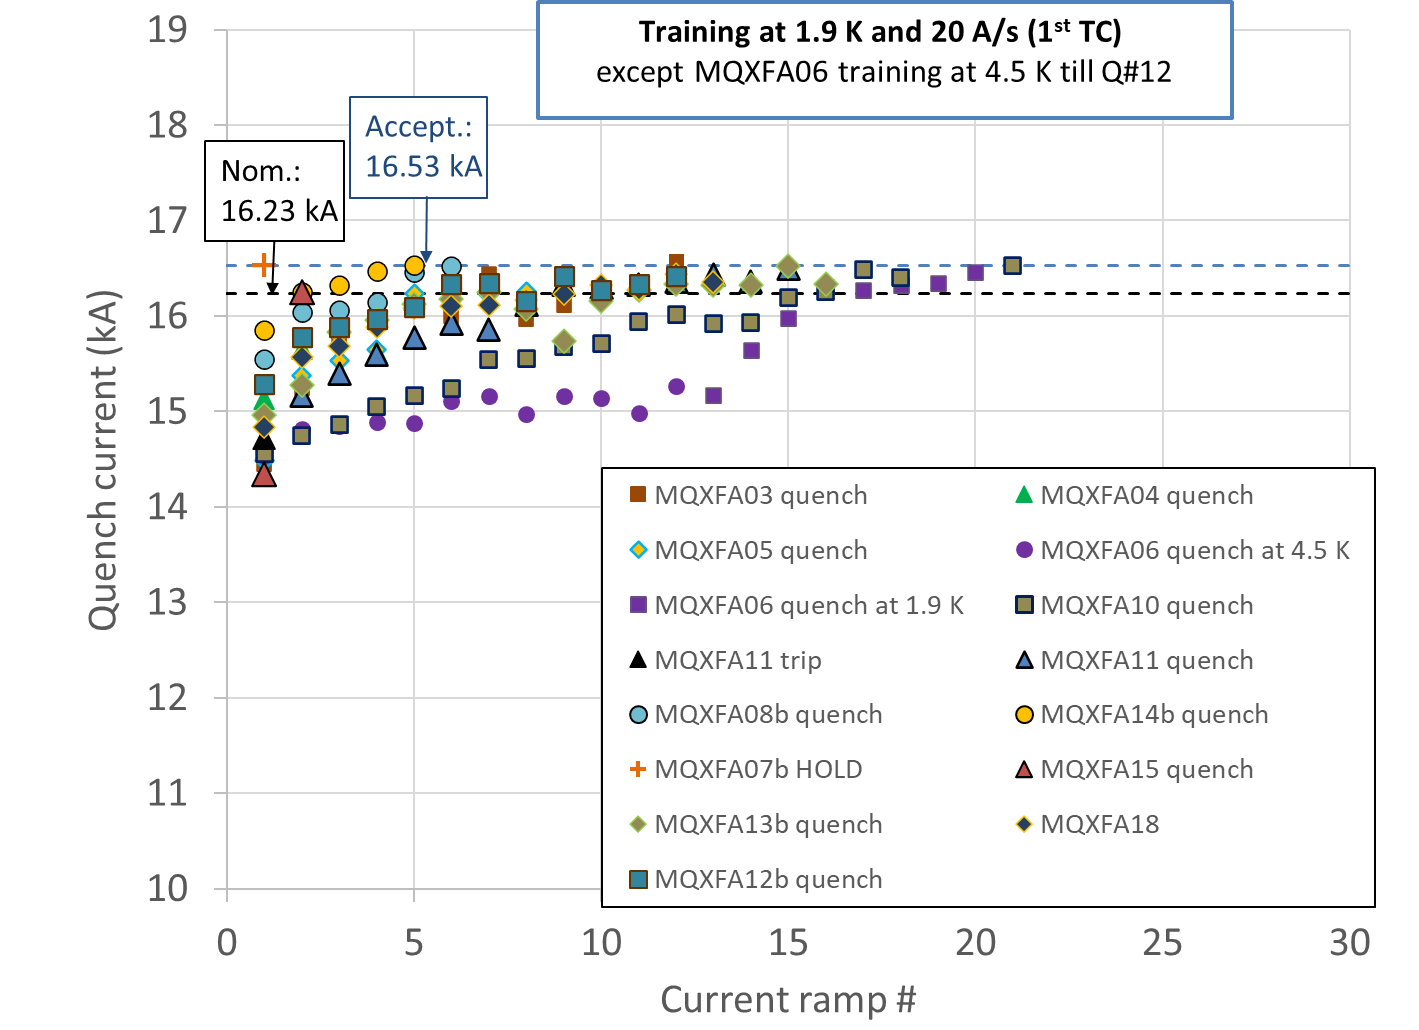 Training at 1.9 K and 20 A/s (1st TC)
except MQXFA06 training at 4.5 K till Q#12
Accept.:
16.53 kA
Nom.:
16.23 kA
19
18
17
16
15
14
13
12
11
10
Quench current (kA)
MQXFA03 quench
MQXFA04 quench
MQXFA05 quench
MQXFA06 quench at 4.5 K
MQXFA06 quench at 1.9 K
MQXFA10 quench
MQXFA11 trip
MQXFA11 quench
MQXFA08b quench
MQXFA14b quench
MQXFA07b HOLD
MQXFA15 quench
MQXFA13b quench
MQXFA18
MQXFA12b quench
0 5 10 15 20 25 30
Current ramp #